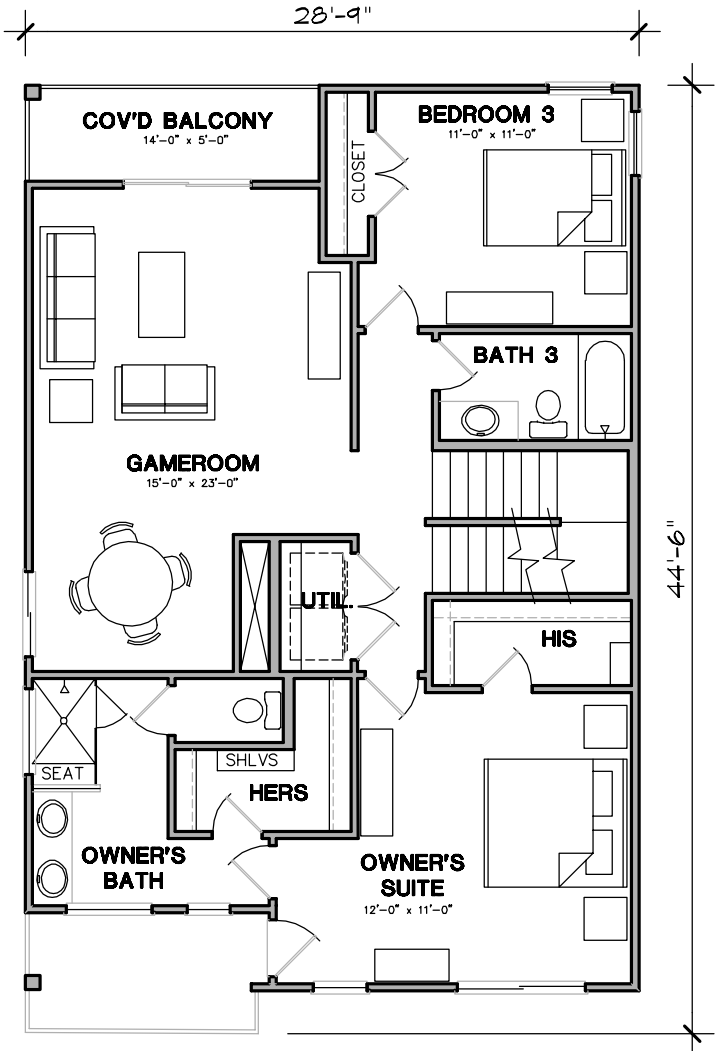 28'-9"
COV'D BALCONY
14'-0" x 5'-0"
BEDROOM 3
11'-0" x 11'-0"
CLOSET
BATH 3
GAMEROOM
15'-0" x 23'-0"
44'-6"
UTIL.
HIS
SEAT
SHLVS
HERS
OWNER'S
BATH
OWNER'S
SUITE
12'-0" x 11'-0"